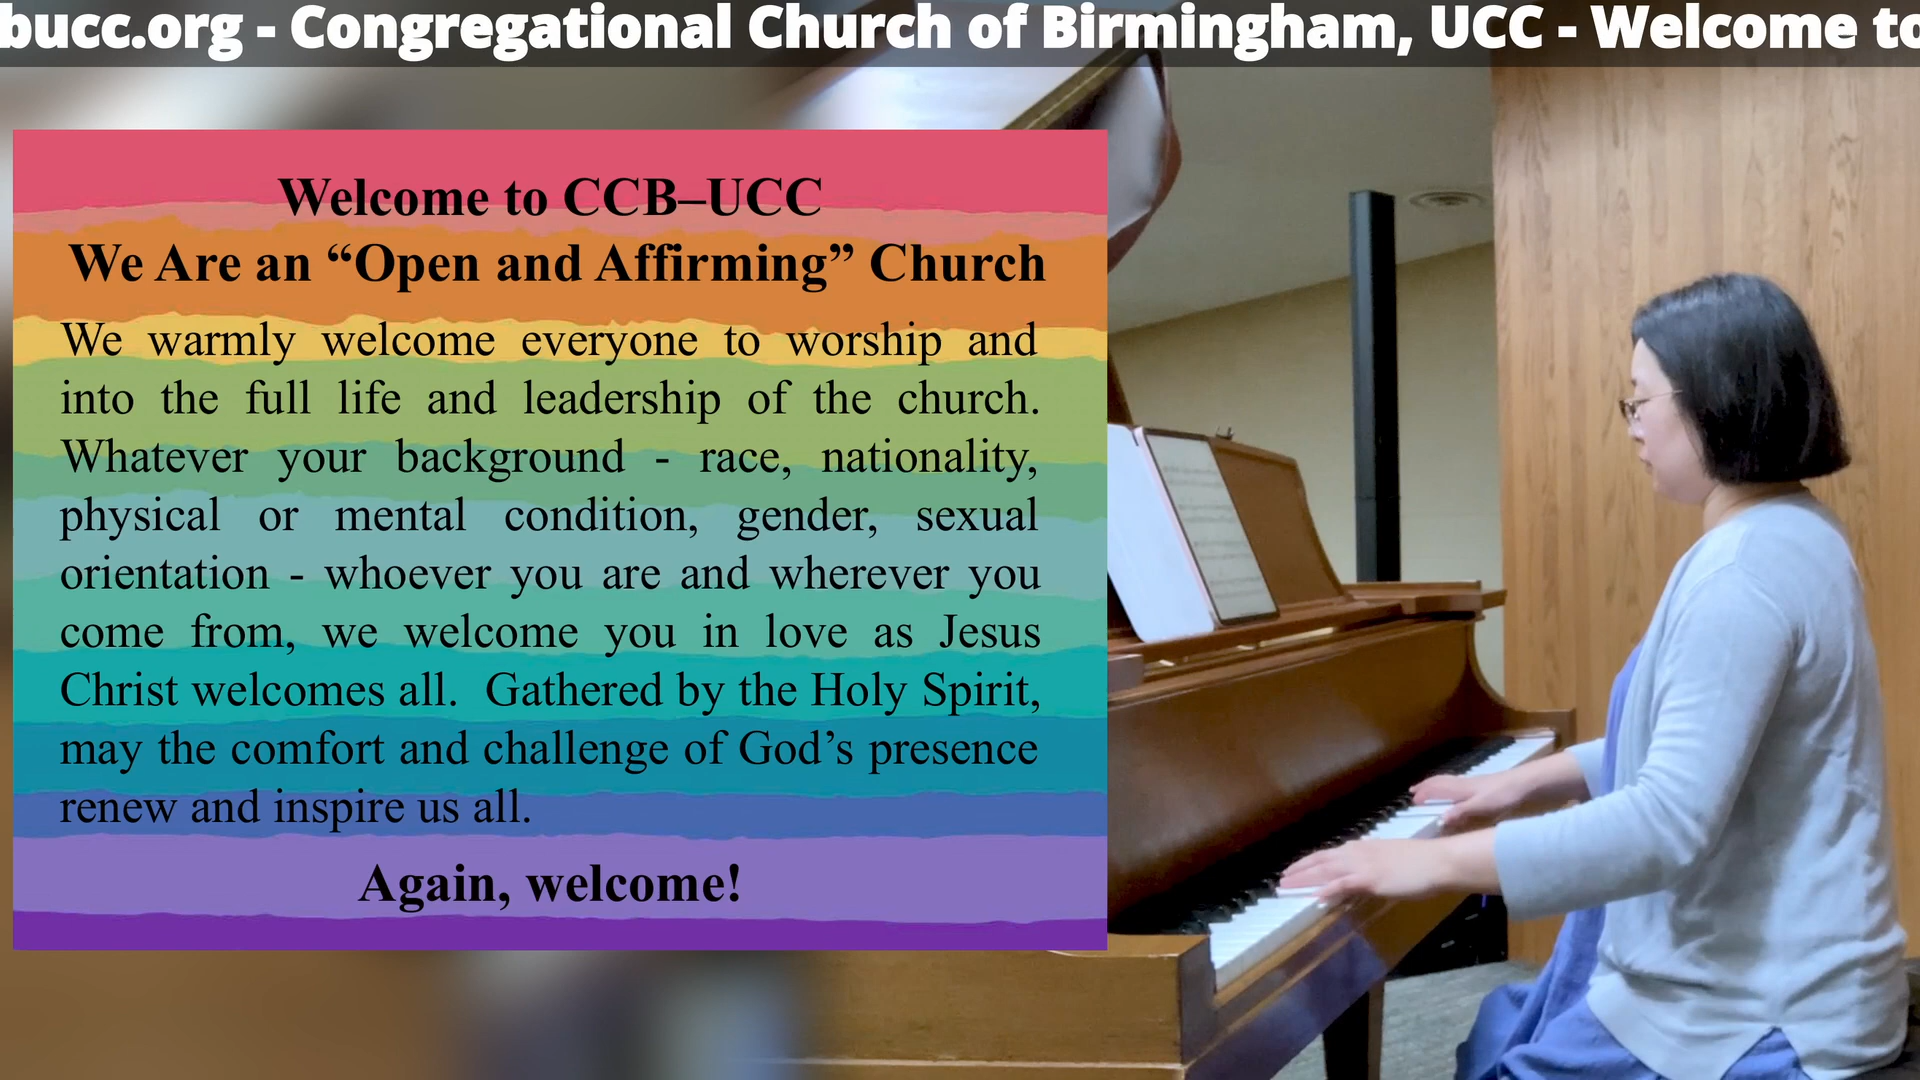 bucc.org - Congregational Church of Birmingham, UCC - Welcome to
Welcome to CCB–UCC
We Are an “Open and Affirming” Church
We warmly welcome everyone to worship and
into the full life and leadership of the church.
Whatever your background - race, nationality,
physical or mental condition, gender, sexual
orientation - whoever you are and wherever you
come from, we welcome you in love as Jesus
Christ welcomes all.  Gathered by the Holy Spirit,
may the comfort and challenge of God’s presence
renew and inspire us all.
Again, welcome!